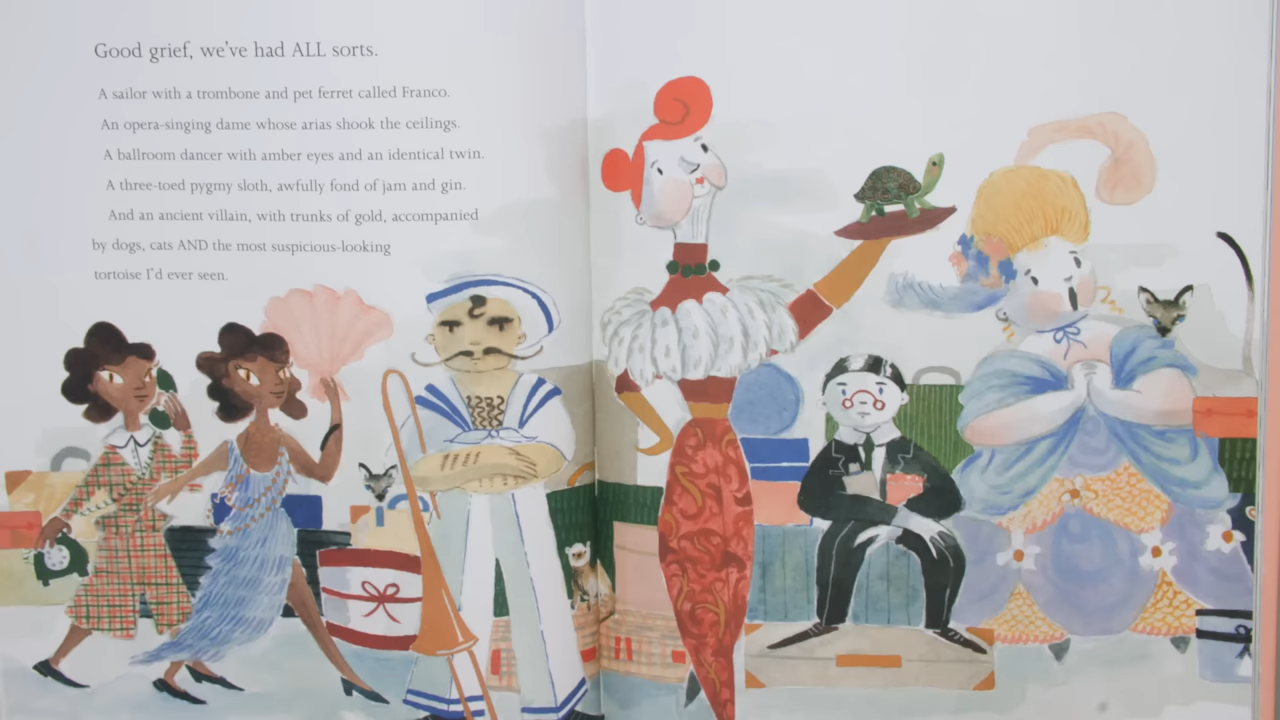 Good grief, we've had ALL sorts.
A sailor with a trombone and pet ferret called Franco.
An opera-singing dame whose arias shook the ceilings.
A ballroom dancer with amber eyes and an identical twin.
A three-toed pygmy sloth, awfully fond of jam and gin.
And an ancient villain, with trunks of gold, accompanied
by dogs, cats AND the most suspicious-looking
tortoise I'd ever seen.